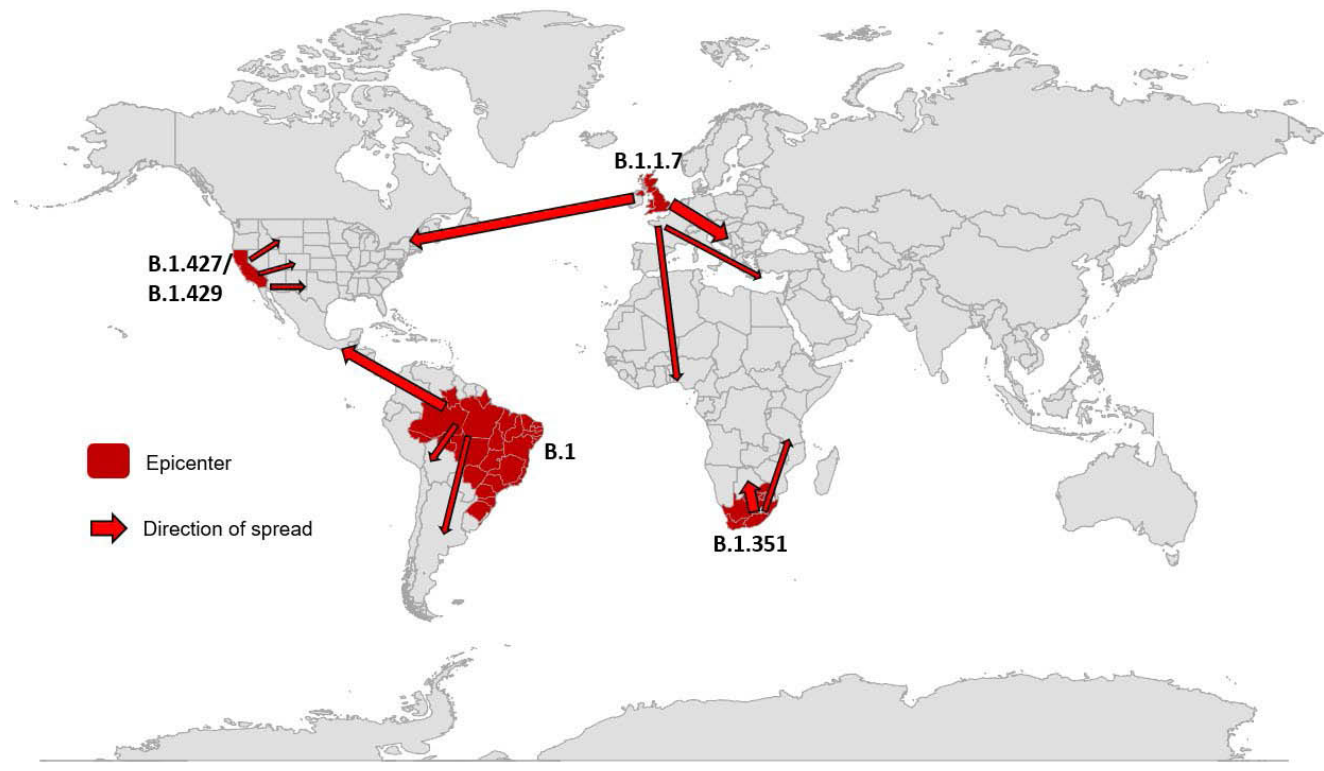 B.1.1.7
B.1.427/
B.1.429
B.1
Epicenter
Direction of spread
B.1.351